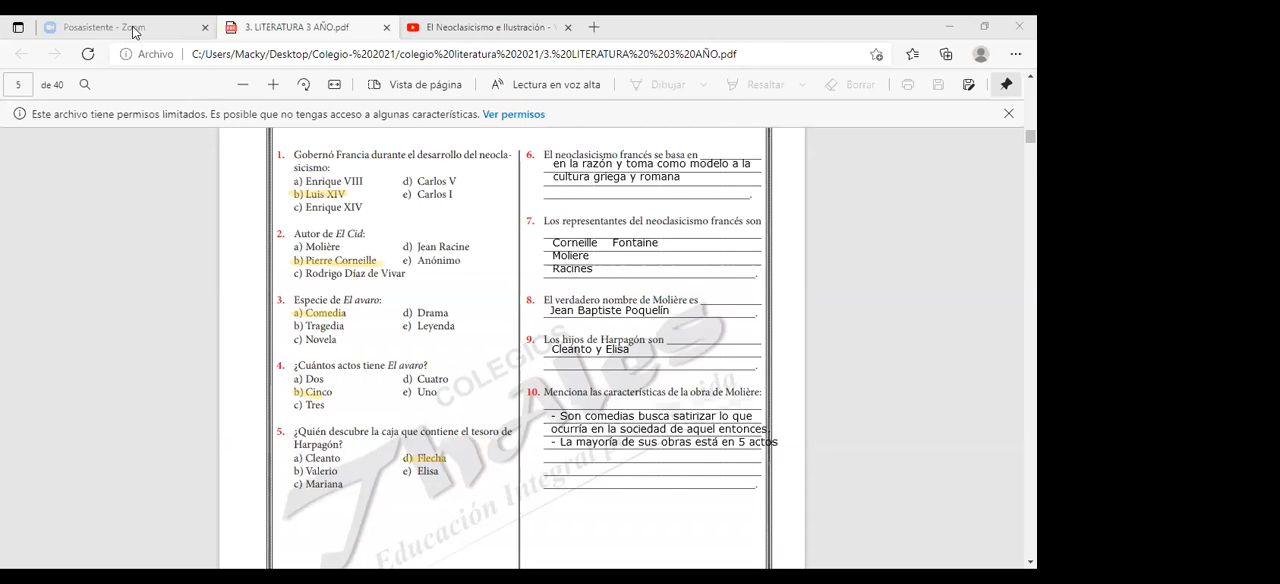 Posasistente - Zoom
3. LITERATURA 3 AÑO.pdf
El Neoclasicismo e Ilustración -
Archivo
C:/Users/Macky/Desktop/Colegio-%202021/colegio%20literatura%202021/3.%20LITERATURA%20%203%20AÑO.pdf
5 de 40
Vista de página
Lectura en voz alta
Dibujar
Resaltar
Borrar
Este archivo tiene permisos limitados. Es posible que no tengas acceso a algunas características. Ver permisos
1. Gobernó Francia durante el desarrollo del neocla-
sicismo:
a) Enrique VIII d) Carlos V
b) Luis XIV e) Carlos I
c) Enrique XIV
2. Autor de El Cid:
a) Molière d) Jean Racine
b) Pierre Corneille e) Anónimo
c) Rodrigo Díaz de Vivar
3. Especie de El avaro:
a) Comedia d) Drama
b) Tragedia e) Leyenda
c) Novela
4. ¿Cuántos actos tiene El avaro?
a) Dos d) Cuatro
b) Cinco e) Uno
c) Tres
5. ¿Quién descubre la caja que contiene el tesoro de
Harpagón?
a) Cleanto d) Flecha
b) Valerio e) Elisa
c) Mariana
6. El neoclasicismo francés se basa en
en la razón y toma como modelo a la
cultura griega y romana
7. Los representantes del neoclasicismo francés son
Corneille Fontaine
Moliere
Racines
8. El verdadero nombre de Molière es
Jean Baptiste Poquelín
9. Los hijos de Harpagón son
Cleanto y Elisa
10. Menciona las características de la obra de Molière:
- Son comedias busca satirizar lo que
ocurría en la sociedad de aquel entonces.
- La mayoría de sus obras está en 5 actos
COLEGIOS
Thales
Educación Integral